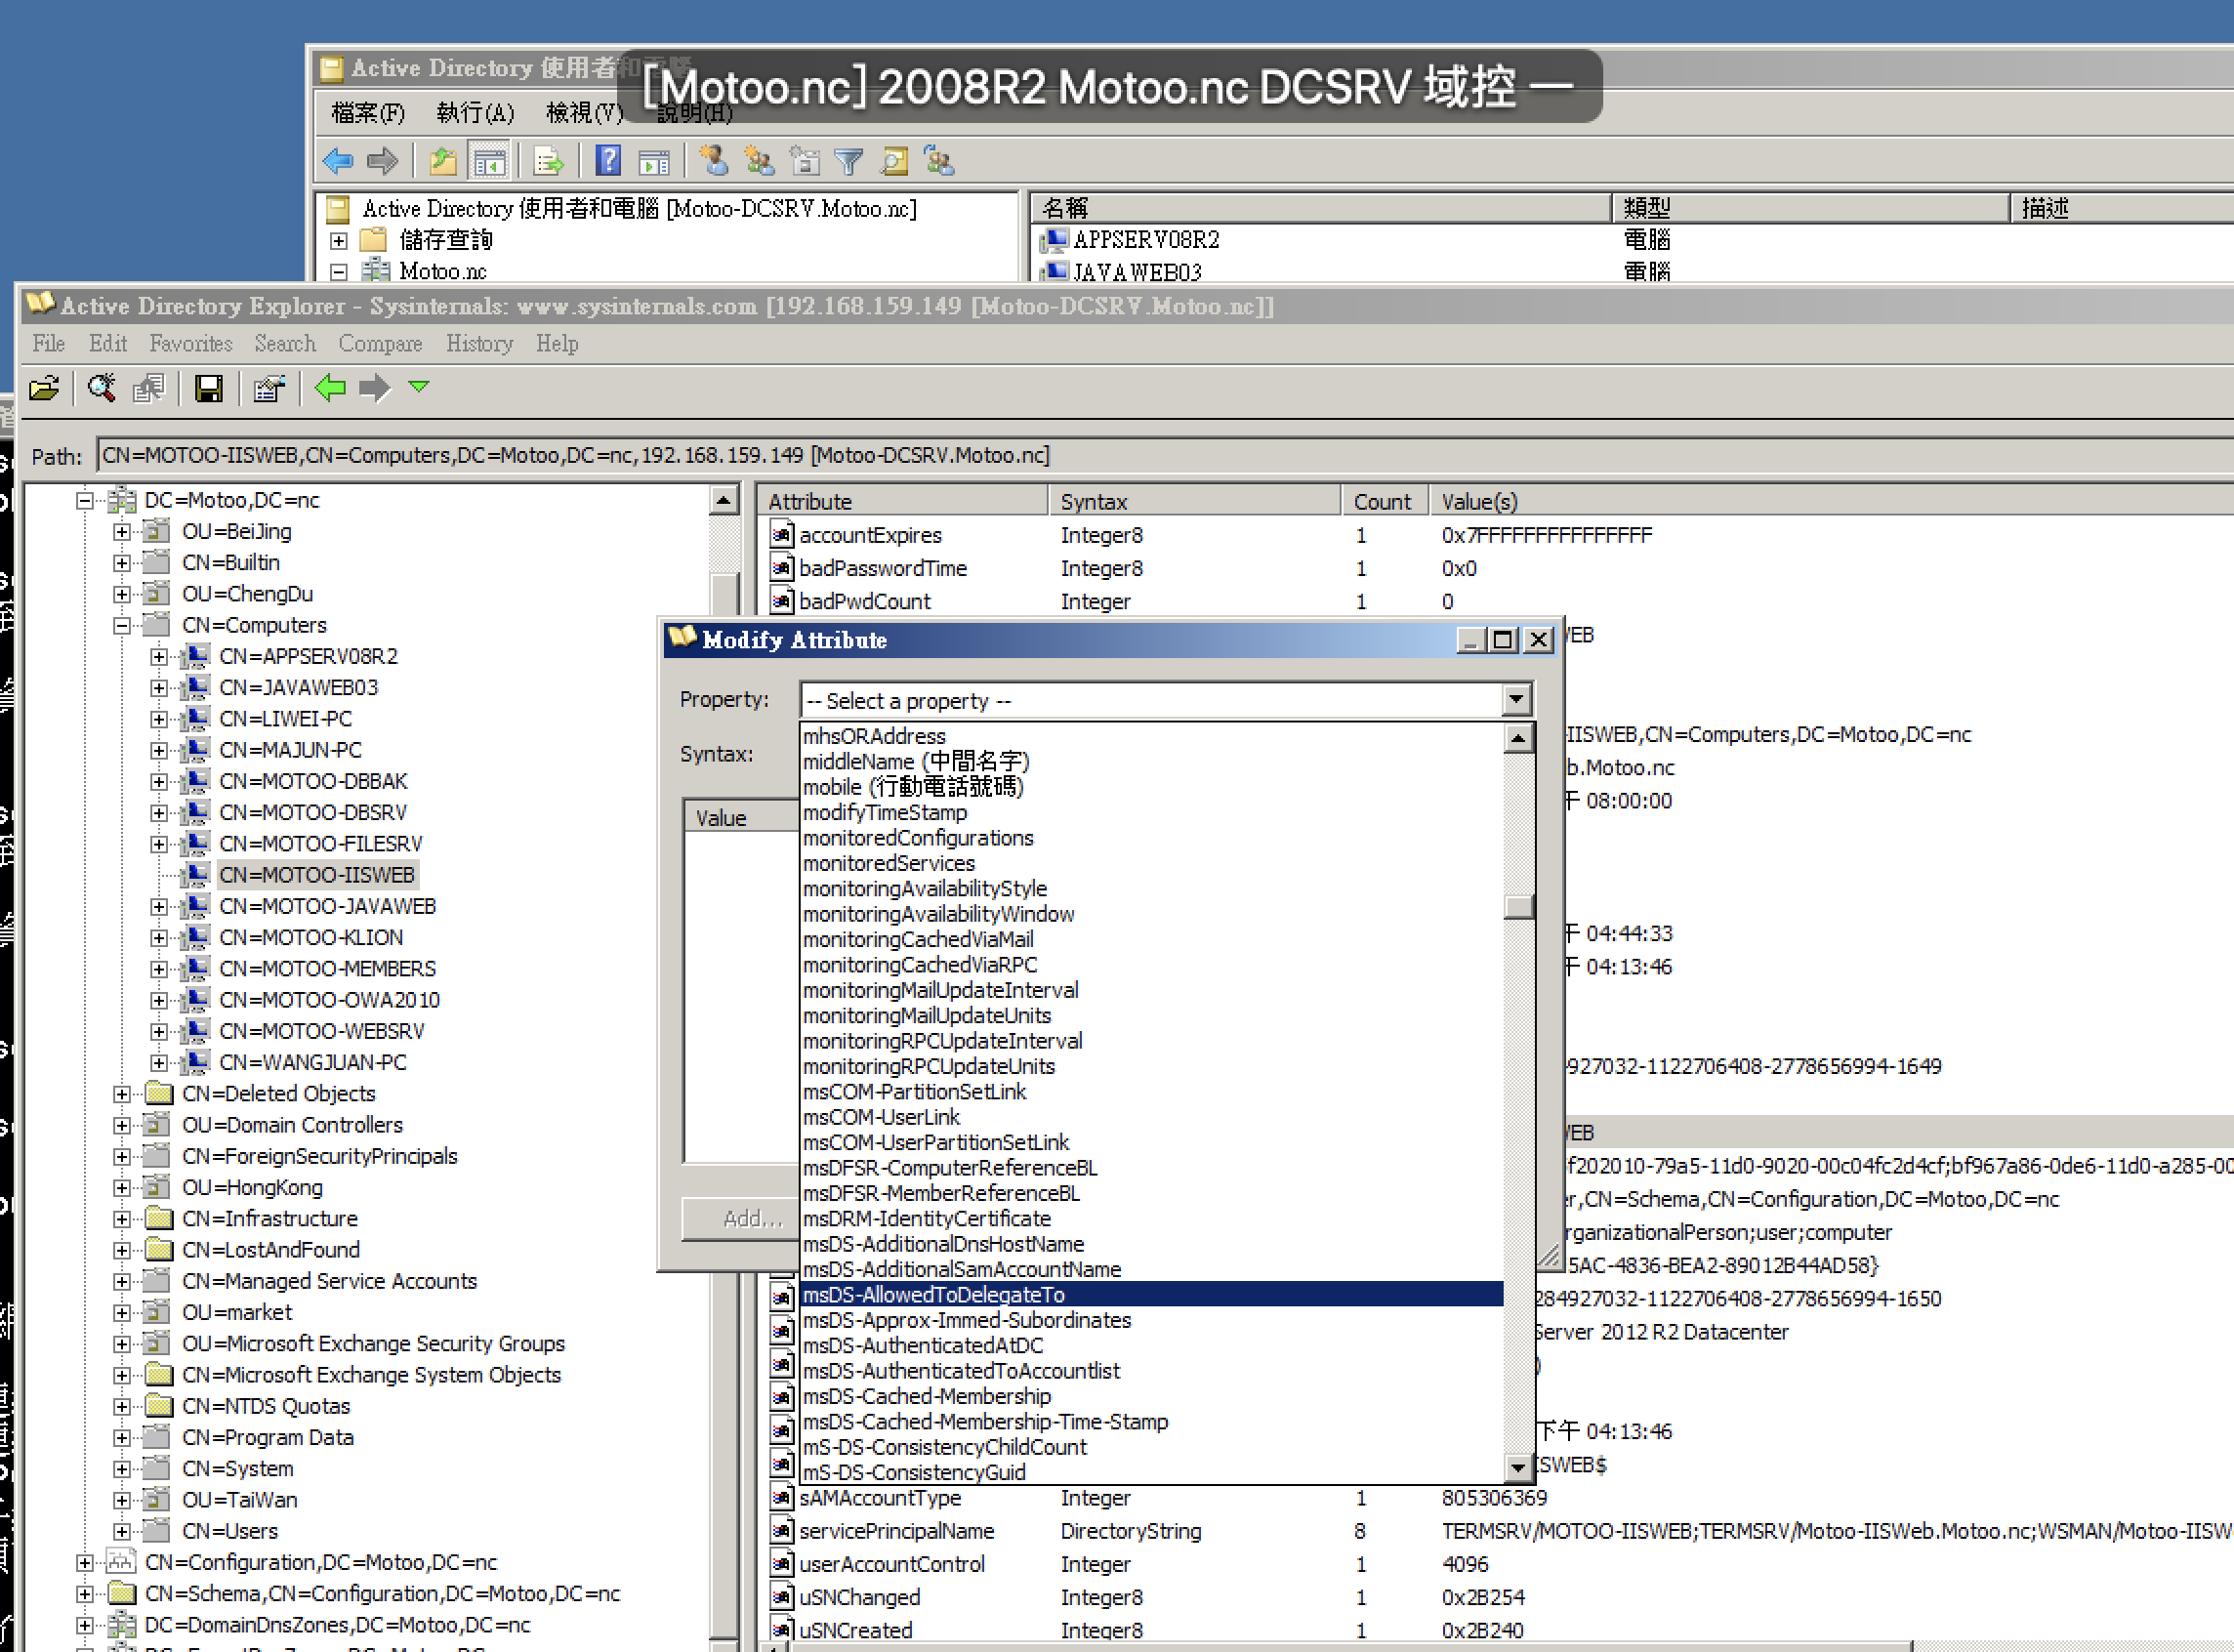 Active Directory 使用者和電腦
[Motoo.nc] 2008R2 Motoo.nc DCSRV 域控 —
檔案(F) 執行(A) 檢視(V) 說明(H)
Active Directory 使用者和電腦 [Motoo-DCSRV.Motoo.nc]
儲存查詢
Motoo.nc
名稱 類型 描述
APPSERV08R2 電腦
JAVAWEB03 電腦
Active Directory Explorer - Sysinternals: www.sysinternals.com [192.168.159.149 [Motoo-DCSRV.Motoo.nc]]
File Edit Favorites Search Compare History Help
Path: CN=MOTOO-IISWEB,CN=Computers,DC=Motoo,DC=nc,192.168.159.149 [Motoo-DCSRV.Motoo.nc]
DC=Motoo,DC=nc
OU=BeiJing
CN=Builtin
OU=ChengDu
CN=Computers
CN=APPSERV08R2
CN=JAVAWEB03
CN=LIWEI-PC
CN=MAJUN-PC
CN=MOTOO-DBBAK
CN=MOTOO-DBSRV
CN=MOTOO-FILESRV
CN=MOTOO-IISWEB
CN=MOTOO-JAVAWEB
CN=MOTOO-KLION
CN=MOTOO-MEMBERS
CN=MOTOO-OWA2010
CN=MOTOO-WEBSRV
CN=WANGJUAN-PC
CN=Deleted Objects
OU=Domain Controllers
CN=ForeignSecurityPrincipals
OU=HongKong
CN=Infrastructure
CN=LostAndFound
CN=Managed Service Accounts
OU=market
OU=Microsoft Exchange Security Groups
CN=Microsoft Exchange System Objects
CN=NTDS Quotas
CN=Program Data
CN=System
OU=TaiWan
CN=Users
CN=Configuration,DC=Motoo,DC=nc
CN=Schema,CN=Configuration,DC=Motoo,DC=nc
DC=DomainDnsZones,DC=Motoo,DC=nc
Attribute Syntax Count Value(s)
accountExpires Integer8 1 0x7FFFFFFFFFFFFFFF
badPasswordTime Integer8 1 0x0
badPwdCount Integer 1 0
Modify Attribute
Property: -- Select a property --
Syntax:
Value
Add...
mhsORAddress
middleName (中間名字)
mobile (行動電話號碼)
modifyTimeStamp
monitoredConfigurations
monitoredServices
monitoringAvailabilityStyle
monitoringAvailabilityWindow
monitoringCachedViaMail
monitoringCachedViaRPC
monitoringMailUpdateInterval
monitoringMailUpdateUnits
monitoringRPCUpdateInterval
monitoringRPCUpdateUnits
msCOM-PartitionSetLink
msCOM-UserLink
msCOM-UserPartitionSetLink
msDFSR-ComputerReferenceBL
msDFSR-MemberReferenceBL
msDRM-IdentityCertificate
msDS-AdditionalDnsHostName
msDS-AdditionalSamAccountName
msDS-AllowedToDelegateTo
msDS-Approx-Immed-Subordinates
msDS-AuthenticatedAtDC
msDS-AuthenticatedToAccountlist
msDS-Cached-Membership
msDS-Cached-Membership-Time-Stamp
mS-DS-ConsistencyChildCount
mS-DS-ConsistencyGuid
EB
IISWEB,CN=Computers,DC=Motoo,DC=nc
b.Motoo.nc
08:00:00
04:44:33
04:13:46
927032-1122706408-2778656994-1649
EB
f202010-79a5-11d0-9020-00c04fc2d4cf;bf967a86-0de6-11d0-a285-00
r,CN=Schema,CN=Configuration,DC=Motoo,DC=nc
rganizationalPerson;user;computer
5AC-4836-BEA2-89012B44AD58}
284927032-1122706408-2778656994-1650
Server 2012 R2 Datacenter
)
下午 04:13:46
ISWEB$
sAMAccountType Integer 1 805306369
servicePrincipalName DirectoryString 8 TERMSRV/MOTOO-IISWEB;TERMSRV/Motoo-IISWeb.Motoo.nc;WSMAN/Motoo-IISW
userAccountControl Integer 1 4096
uSNChanged Integer8 1 0x2B254
uSNCreated Integer8 1 0x2B240